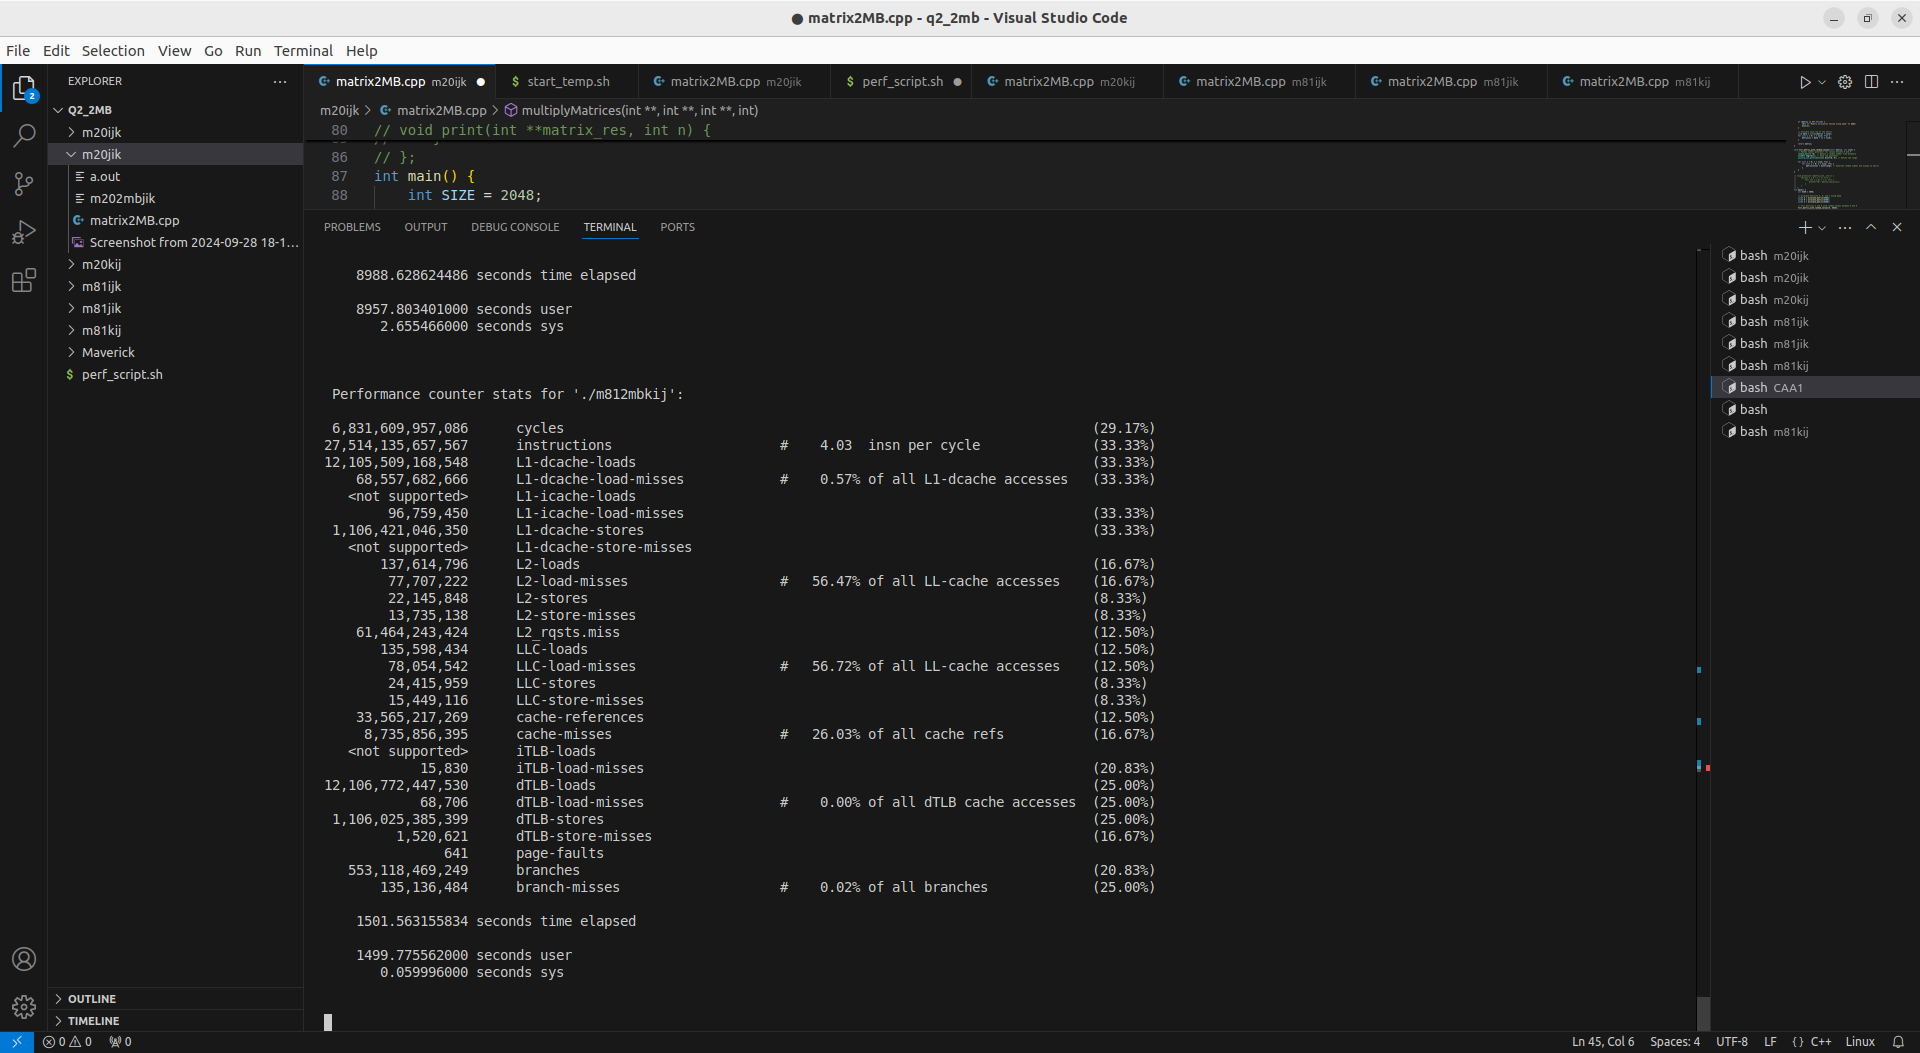 ● matrix2MB.cpp - q2_2mb - Visual Studio Code
File Edit Selection View Go Run Terminal Help
EXPLORER
Q2_2MB
m20ijk
m20jik
a.out
m202mbjik
matrix2MB.cpp
Screenshot from 2024-09-28 18-1...
m20kij
m81ijk
m81jik
m81kij
Maverick
$ perf_script.sh
OUTLINE
TIMELINE
2
matrix2MB.cpp m20ijk ● $ start_temp.sh matrix2MB.cpp m20jik $ perf_script.sh ● matrix2MB.cpp m20kij matrix2MB.cpp m81ijk matrix2MB.cpp m81jik matrix2MB.cpp m81kij
m20ijk > matrix2MB.cpp > multiplyMatrices(int **, int **, int **, int)
80 // void print(int **matrix_res, int n) {
86 // };
87 int main() {
88 int SIZE = 2048;
PROBLEMS OUTPUT DEBUG CONSOLE TERMINAL PORTS
8988.628624486 seconds time elapsed
8957.803401000 seconds user
2.655466000 seconds sys
Performance counter stats for './m812mbkij':
6,831,609,957,086 cycles (29.17%)
27,514,135,657,567 instructions # 4.03 insn per cycle (33.33%)
12,105,509,168,548 L1-dcache-loads (33.33%)
68,557,682,666 L1-dcache-load-misses # 0.57% of all L1-dcache accesses (33.33%)
<not supported> L1-icache-loads
96,759,450 L1-icache-load-misses (33.33%)
1,106,421,046,350 L1-dcache-stores (33.33%)
<not supported> L1-dcache-store-misses
137,614,796 L2-loads (16.67%)
77,707,222 L2-load-misses # 56.47% of all LL-cache accesses (16.67%)
22,145,848 L2-stores (8.33%)
13,735,138 L2-store-misses (8.33%)
61,464,243,424 L2_rqsts.miss (12.50%)
135,598,434 LLC-loads (12.50%)
78,054,542 LLC-load-misses # 56.72% of all LL-cache accesses (12.50%)
24,415,959 LLC-stores (8.33%)
15,449,116 LLC-store-misses (8.33%)
33,565,217,269 cache-references (12.50%)
8,735,856,395 cache-misses # 26.03% of all cache refs (16.67%)
<not supported> iTLB-loads
15,830 iTLB-load-misses (20.83%)
12,106,772,447,530 dTLB-loads (25.00%)
68,706 dTLB-load-misses # 0.00% of all dTLB cache accesses (25.00%)
1,106,025,385,399 dTLB-stores (25.00%)
1,520,621 dTLB-store-misses (16.67%)
641 page-faults
553,118,469,249 branches (20.83%)
135,136,484 branch-misses # 0.02% of all branches (25.00%)
1501.563155834 seconds time elapsed
1499.775562000 seconds user
0.059996000 seconds sys
bash m20ijk
bash m20jik
bash m20kij
bash m81ijk
bash m81jik
bash m81kij
bash CAA1
bash
bash m81kij
0 0 0 Ln 45, Col 6 Spaces: 4 UTF-8 LF {} C++ Linux